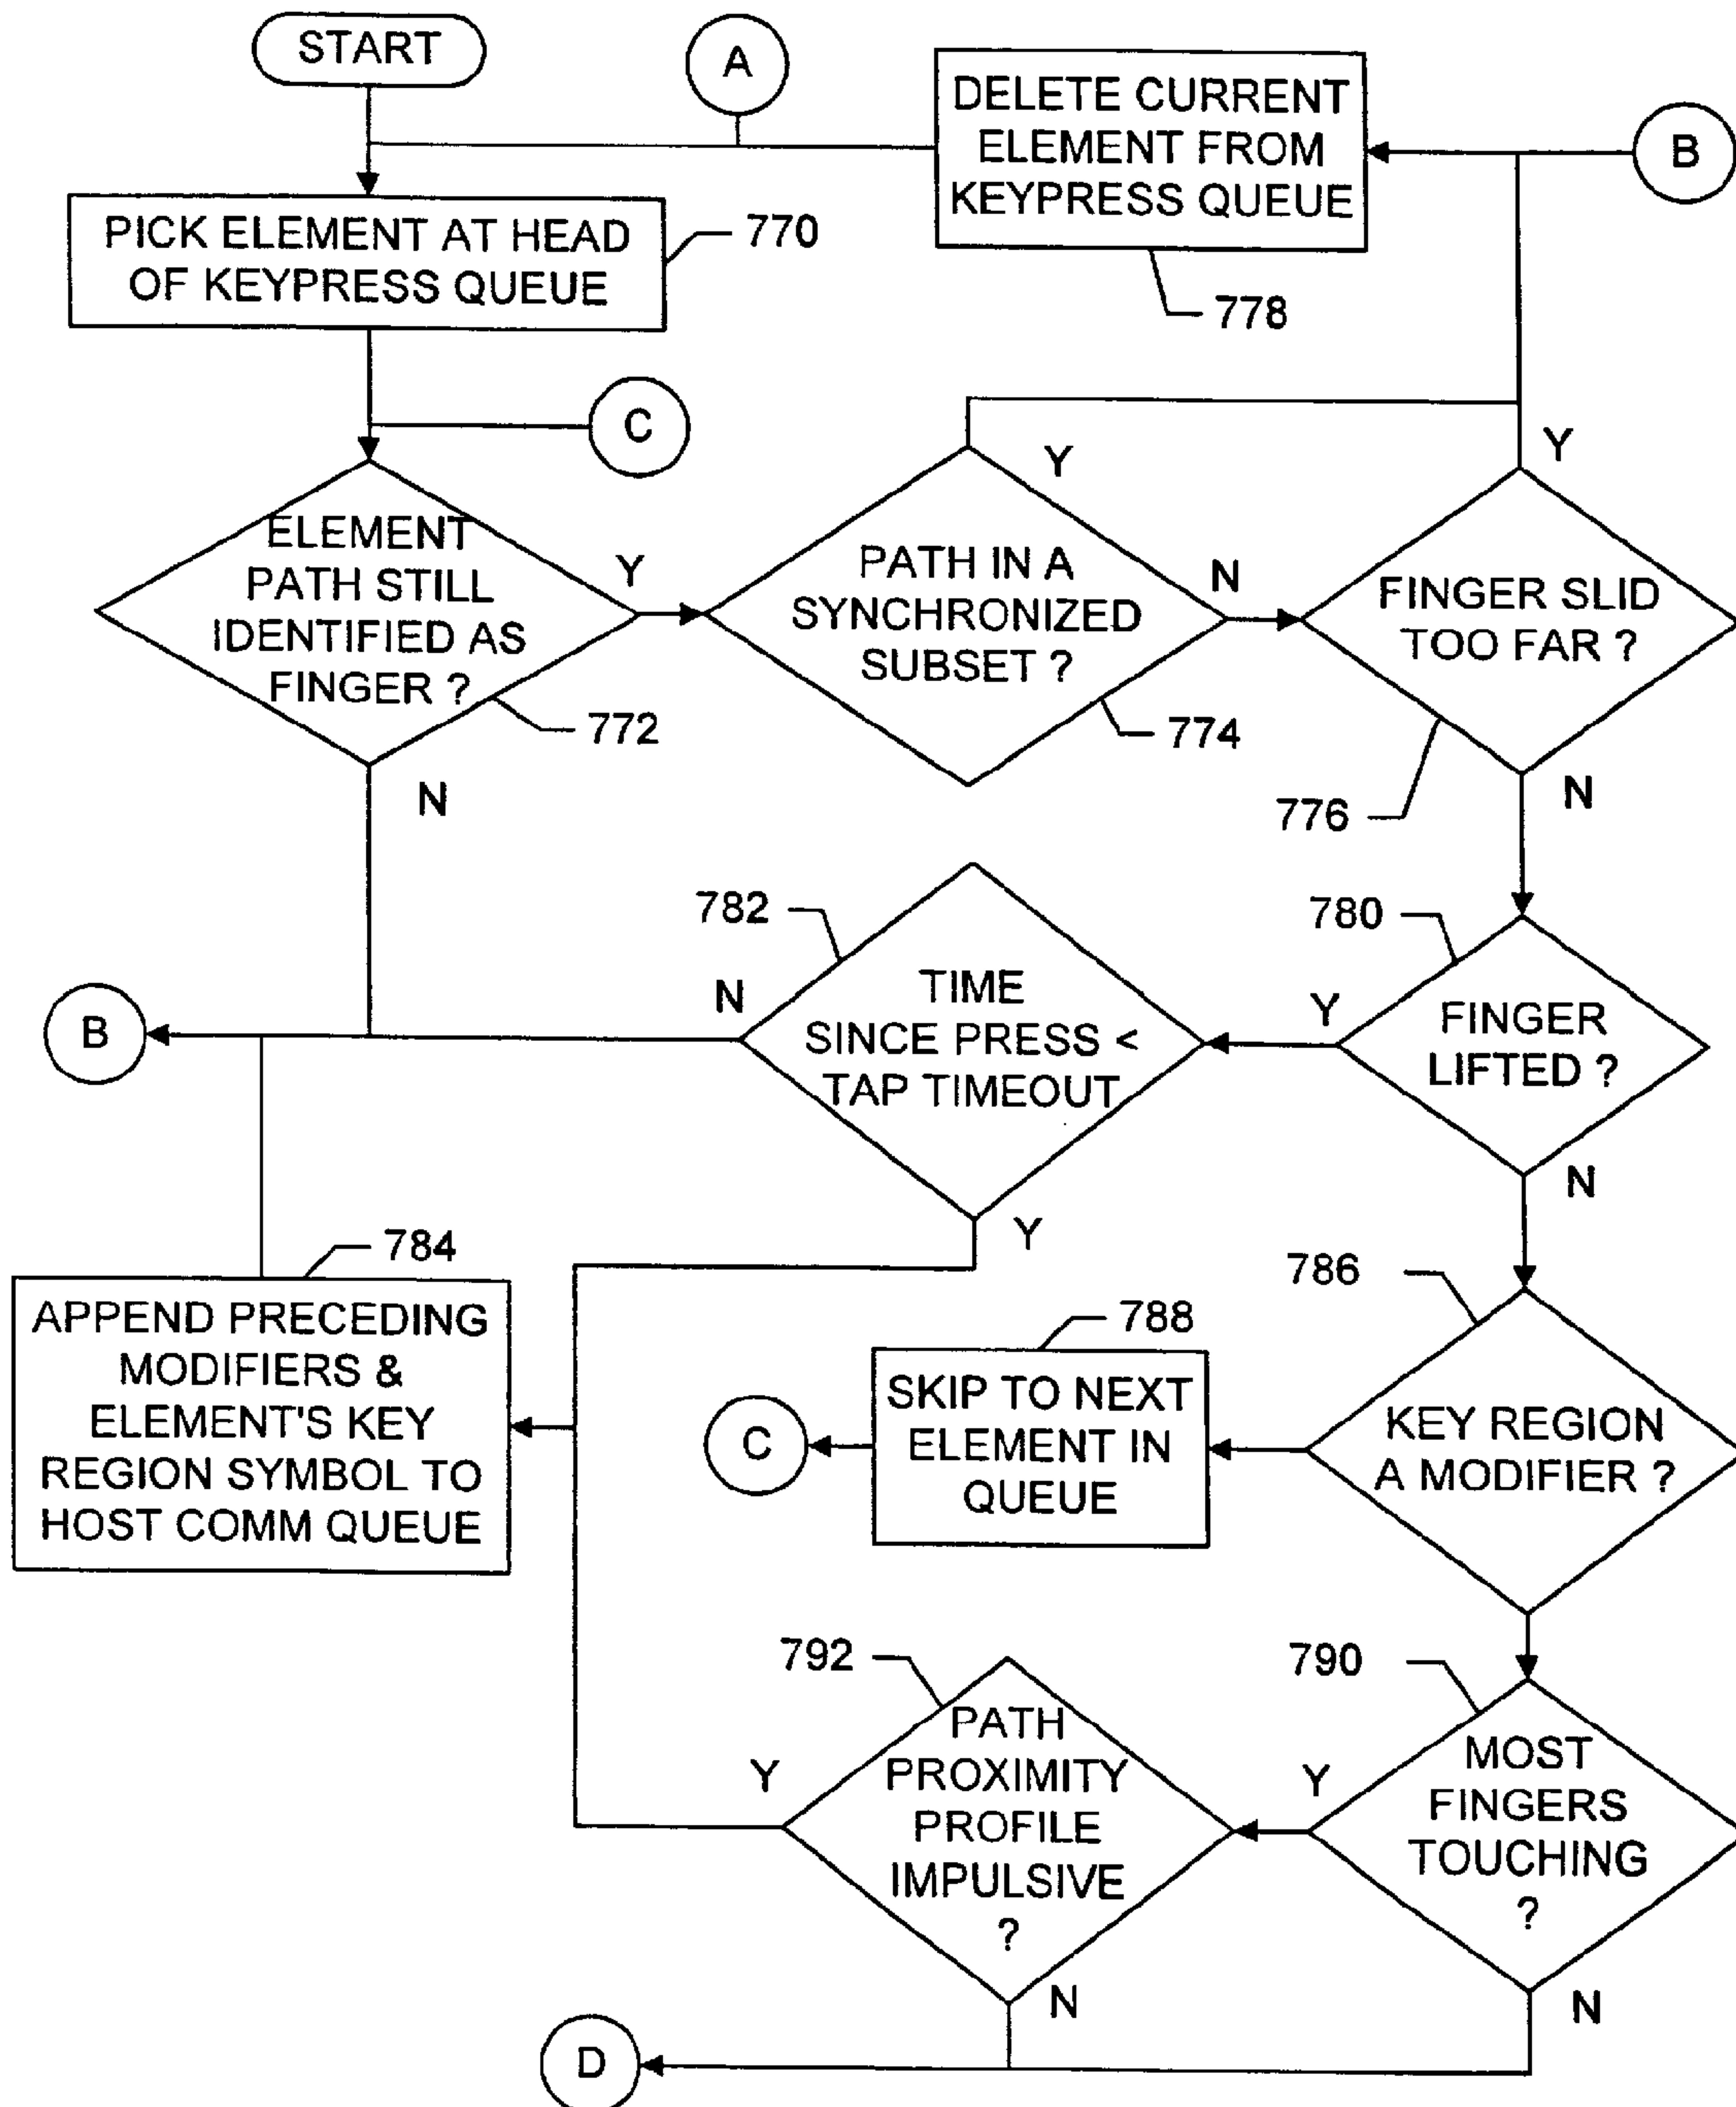 START
A
DELETE CURRENT
ELEMENT FROM
KEYPRESS QUEUE
B
PICK ELEMENT AT HEAD
OF KEYPRESS QUEUE
770
778
C
ELEMENT
PATH STILL
IDENTIFIED AS
FINGER ?
Y
772
N
PATH IN A
SYNCHRONIZED
SUBSET ?
Y
N
774
FINGER SLID
TOO FAR ?
Y
776
N
782
TIME
SINCE PRESS <
TAP TIMEOUT
N
Y
780
FINGER
LIFTED ?
Y
N
B
784
APPEND PRECEDING
MODIFIERS &
ELEMENT'S KEY
REGION SYMBOL TO
HOST COMM QUEUE
786
KEY REGION
A MODIFIER ?
788
SKIP TO NEXT
ELEMENT IN
QUEUE
C
792
PATH
PROXIMITY
PROFILE
IMPULSIVE
?
Y
N
790
MOST
FINGERS
TOUCHING
?
Y
N
D